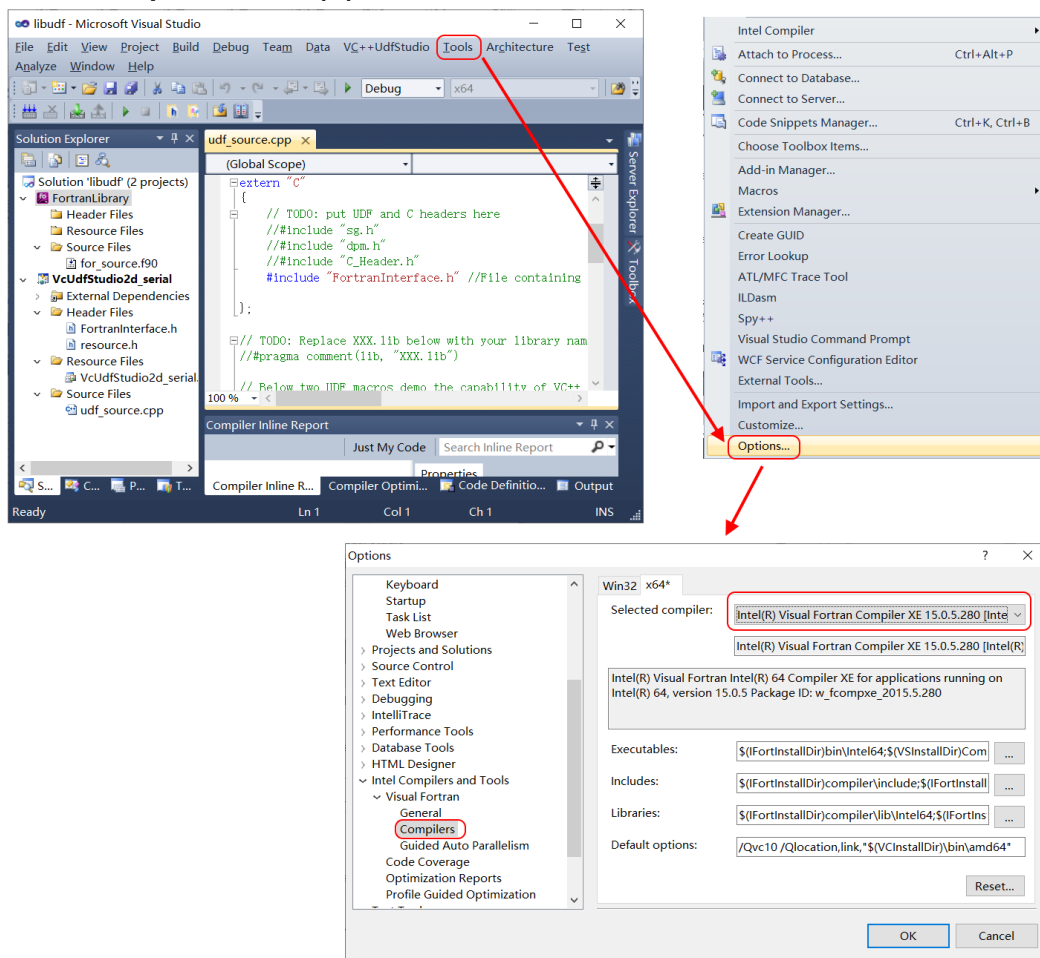 libudf - Microsoft Visual Studio
File Edit View Project Build Debug Team Data VC++UdfStudio Tools Architecture Test
Analyze Window Help
Debug x64
Solution Explorer
Solution 'libudf' (2 projects)
FortranLibrary
Header Files
Resource Files
Source Files
for_source.f90
VcUdfStudio2d_serial
External Dependencies
Header Files
FortranInterface.h
resource.h
Resource Files
VcUdfStudio2d_serial.
Source Files
udf_source.cpp
S... C... P... T...
udf_source.cpp
(Global Scope)
extern "C"
{
// TODO: put UDF and C headers here
//#include "sg.h"
//#include "dpm.h"
//#include "C_Header.h"
#include "FortranInterface.h" //File containing
};
// TODO: Replace XXX.lib below with your library nam
//#pragma comment(lib, "XXX.lib")
// Below two UDF macros demo the capability of VC++
100 %
Compiler Inline Report
Just My Code Search Inline Report
Properties
Compiler Inline R... Compiler Optimi... Code Definitio... Output
Server Explorer
Toolbox
Ready Ln 1 Col 1 Ch 1 INS
Intel Compiler
Attach to Process... Ctrl+Alt+P
Connect to Database...
Connect to Server...
Code Snippets Manager... Ctrl+K, Ctrl+B
Choose Toolbox Items...
Add-in Manager...
Macros
Extension Manager...
Create GUID
Error Lookup
ATL/MFC Trace Tool
ILDasm
Spy++
Visual Studio Command Prompt
WCF Service Configuration Editor
External Tools...
Import and Export Settings...
Customize...
Options...
Options ?
Keyboard
Startup
Task List
Web Browser
Projects and Solutions
Source Control
Text Editor
Debugging
IntelliTrace
Performance Tools
Database Tools
HTML Designer
Intel Compilers and Tools
Visual Fortran
General
Compilers
Guided Auto Parallelism
Code Coverage
Optimization Reports
Profile Guided Optimization
Win32 x64*
Selected compiler: Intel(R) Visual Fortran Compiler XE 15.0.5.280 [Inte
Intel(R) Visual Fortran Compiler XE 15.0.5.280 [Intel(R)
Intel(R) Visual Fortran Intel(R) 64 Compiler XE for applications running on
Intel(R) 64, version 15.0.5 Package ID: w_fcompxe_2015.5.280
Executables: $(IFortInstallDir)bin\Intel64;$(VSInstallDir)Com ...
Includes: $(IFortInstallDir)compiler\include;$(IFortInstall ...
Libraries: $(IFortInstallDir)compiler\lib\Intel64;$(IFortIns ...
Default options: /Qvc10 /Qlocation,link,"$(VCInstallDir)\bin\amd64"
Reset...
OK Cancel